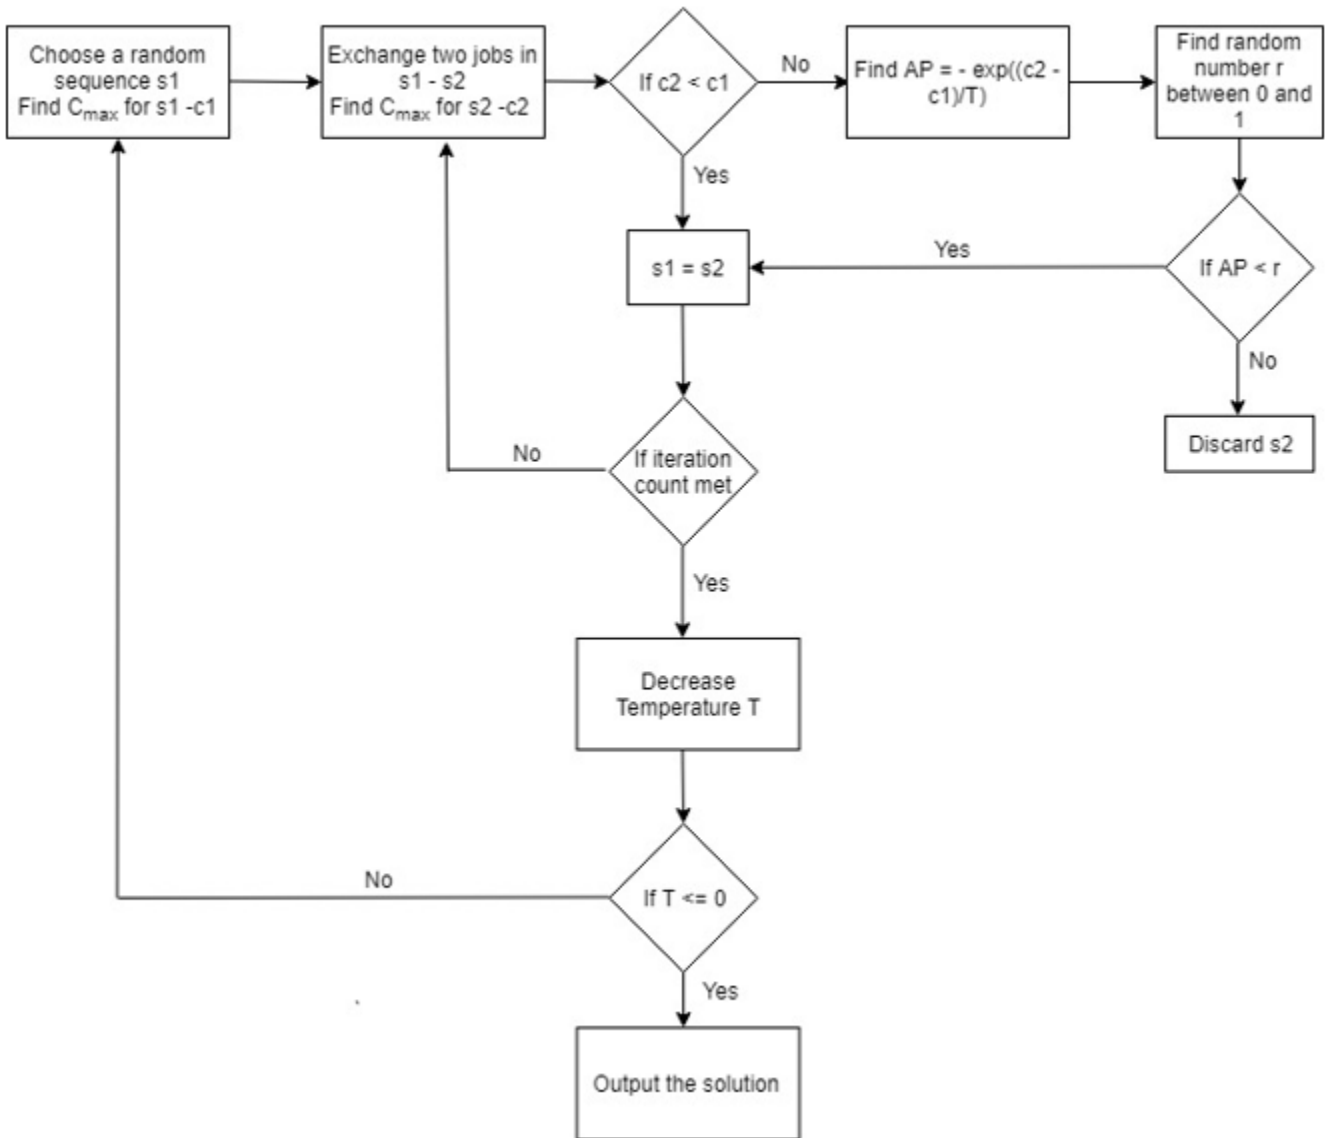 Choose a random
sequence s1
Find Cmax for s1 -c1
Exchange two jobs in
s1 - s2
Find Cmax for s2 -c2
If c2 < c1
No
Find AP = - exp((c2 -
c1)/T)
Find random
number r
between 0 and
1
Yes
s1 = s2
Yes
If AP < r
No
Discard s2
No
If iteration
count met
Yes
Decrease
Temperature T
No
If T <= 0
Yes
Output the solution